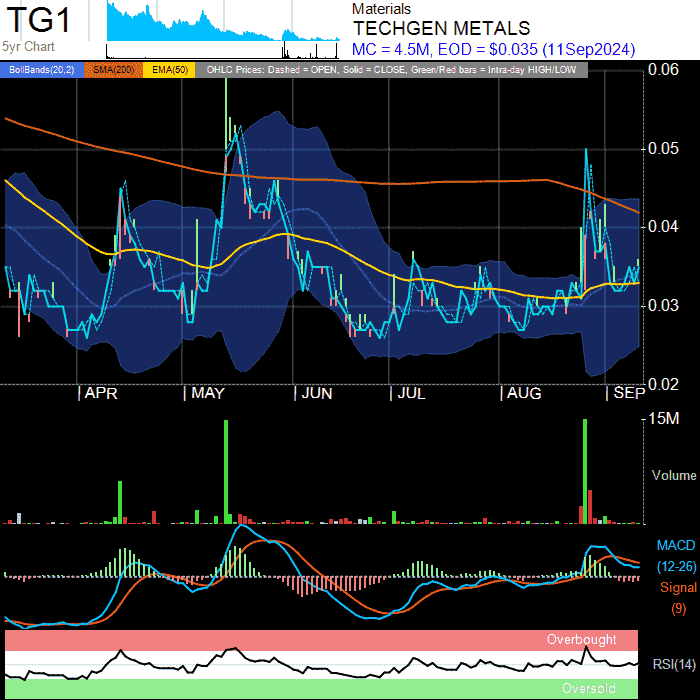 TG1
5yr Chart
Materials
TECHGEN METALS
MC = 4.5M, EOD = $0.035 (11Sep2024)
BollBands(20,2) SMA(200) EMA(50) OHLC Prices: Dashed = OPEN, Solid = CLOSE, Green/Red bars = Intra-day HIGH/LOW
0.06
0.05
0.04
0.03
0.02
APR MAY JUN JUL AUG SEP
15M
Volume
MACD
(12-26)
Signal
(9)
Overbought
RSI(14)
Oversold